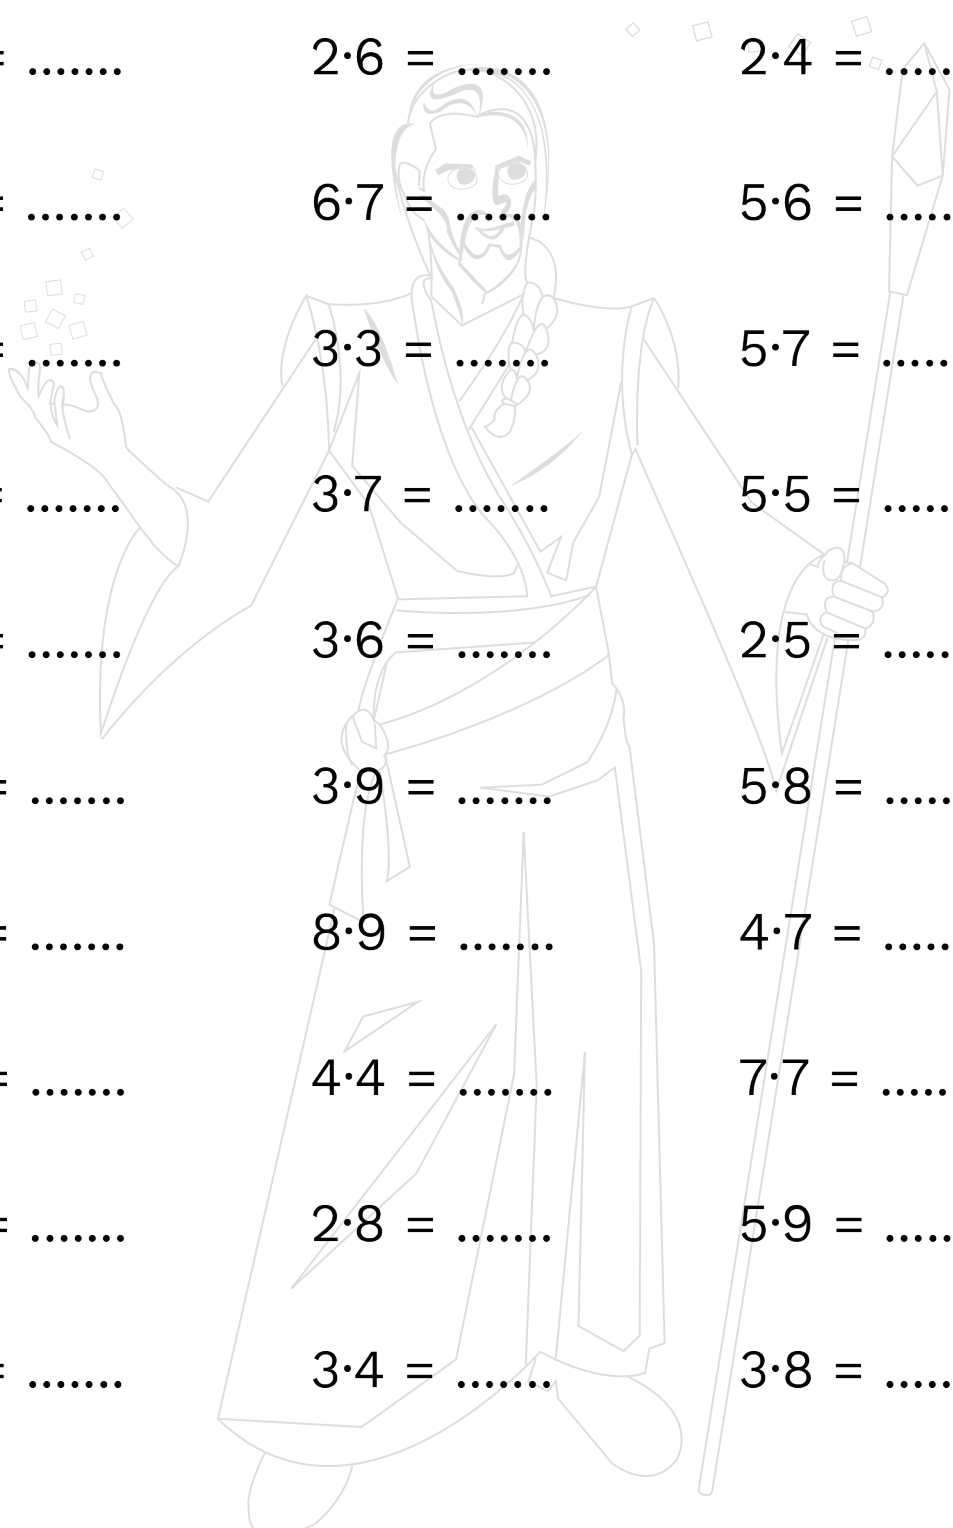 = ....... 2·6 = ....... 2·4 = .....
= ....... 6·7 = ....... 5·6 = .....
= ....... 3·3 = ....... 5·7 = .....
= ....... 3·7 = ....... 5·5 = .....
= ....... 3·6 = ....... 2·5 = .....
= ....... 3·9 = ....... 5·8 = .....
= ....... 8·9 = ....... 4·7 = .....
= ....... 4·4 = ....... 7·7 = .....
= ....... 2·8 = ....... 5·9 = .....
= ....... 3·4 = ....... 3·8 = .....